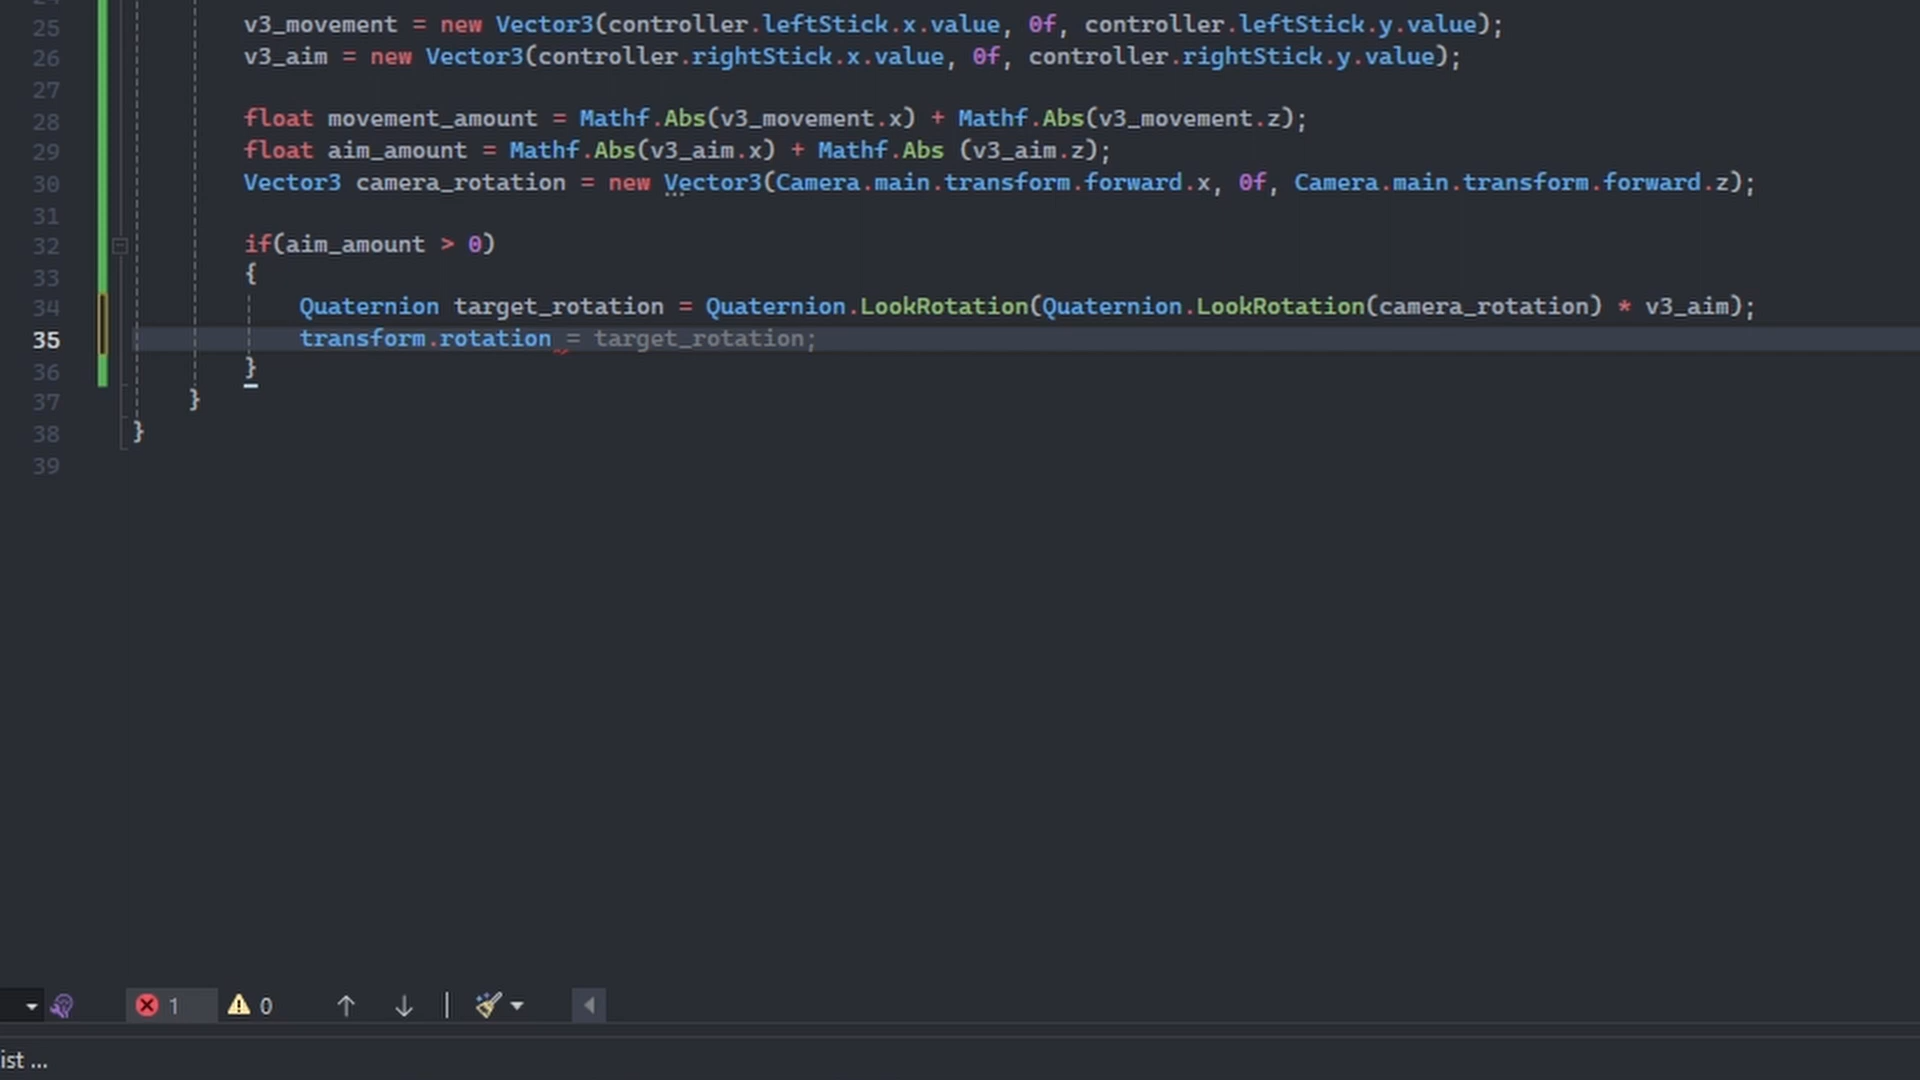 25 v3_movement = new Vector3(controller.leftStick.x.value, 0f, controller.leftStick.y.value);
26 v3_aim = new Vector3(controller.rightStick.x.value, 0f, controller.rightStick.y.value);
27
28 float movement_amount = Mathf.Abs(v3_movement.x) + Mathf.Abs(v3_movement.z);
29 float aim_amount = Mathf.Abs(v3_aim.x) + Mathf.Abs (v3_aim.z);
30 Vector3 camera_rotation = new Vector3(Camera.main.transform.forward.x, 0f, Camera.main.transform.forward.z);
31
32 if(aim_amount > 0)
33 {
34 Quaternion target_rotation = Quaternion.LookRotation(Quaternion.LookRotation(camera_rotation) * v3_aim);
35 transform.rotation = target_rotation;
36 }
37 }
38 }
39
1 0
ist ...